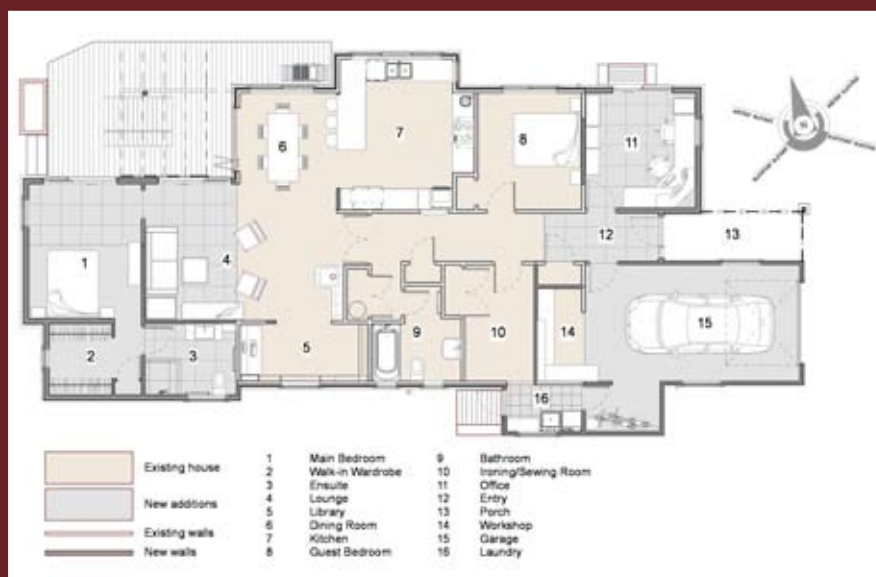 6
7
8
11
12
13
1
4
2
3
5
9
10
14
15
16
Existing house
New additions
Existing walls
New walls
1 Main Bedroom
2 Walk-in Wardrobe
3 Ensuite
4 Lounge
5 Library
6 Dining Room
7 Kitchen
8 Guest Bedroom
9 Bathroom
10 Ironing/Sewing Room
11 Office
12 Entry
13 Porch
14 Workshop
15 Garage
16 Laundry